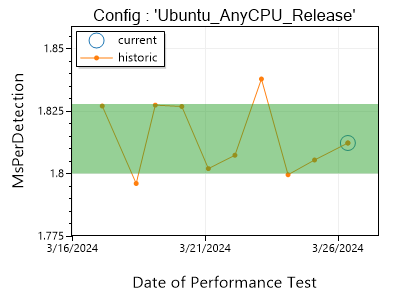 Config : 'Ubuntu_AnyCPU_Release'
current
historic
1.85
1.825
1.8
1.775
MsPerDetection
3/16/2024
3/21/2024
3/26/2024
Date of Performance Test